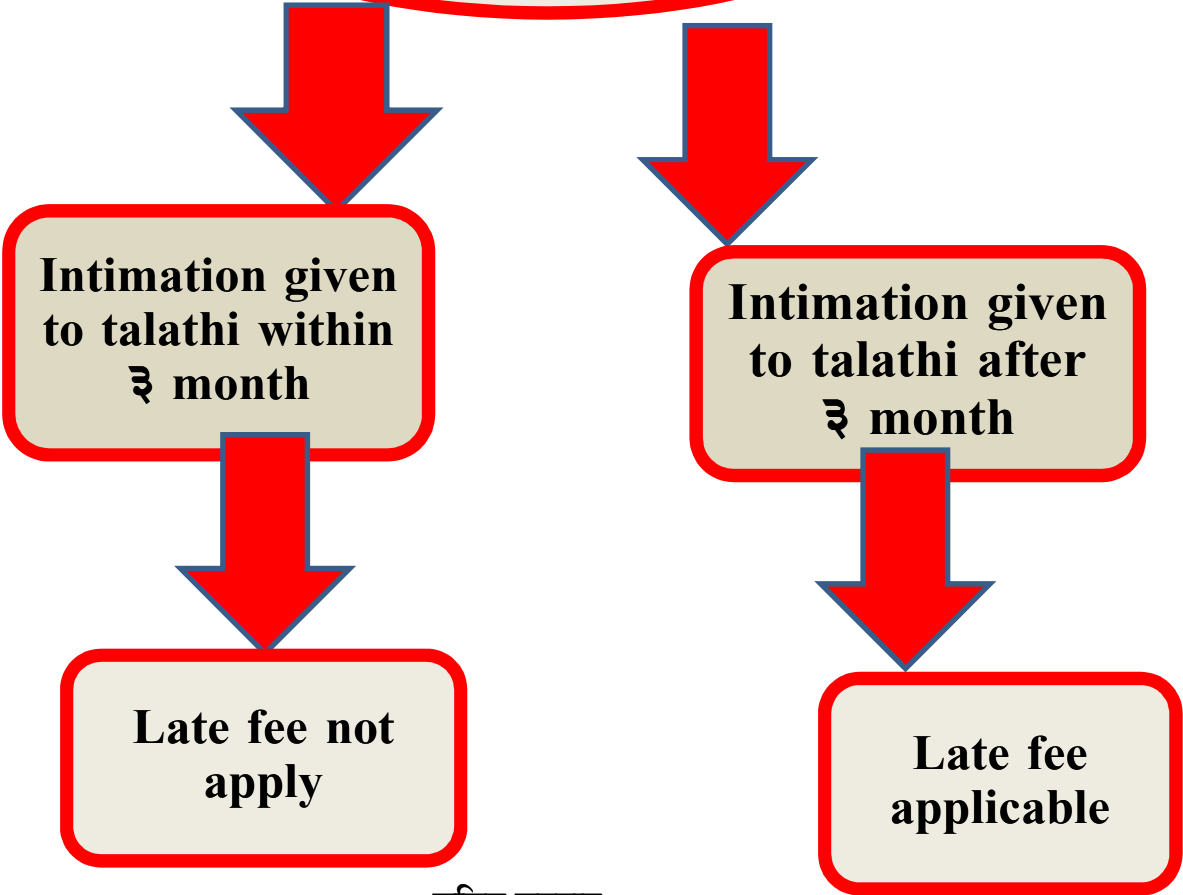 Intimation given
to talathi within
३ month
Intimation given
to talathi after
३ month
Late fee not
apply
Late fee
applicable